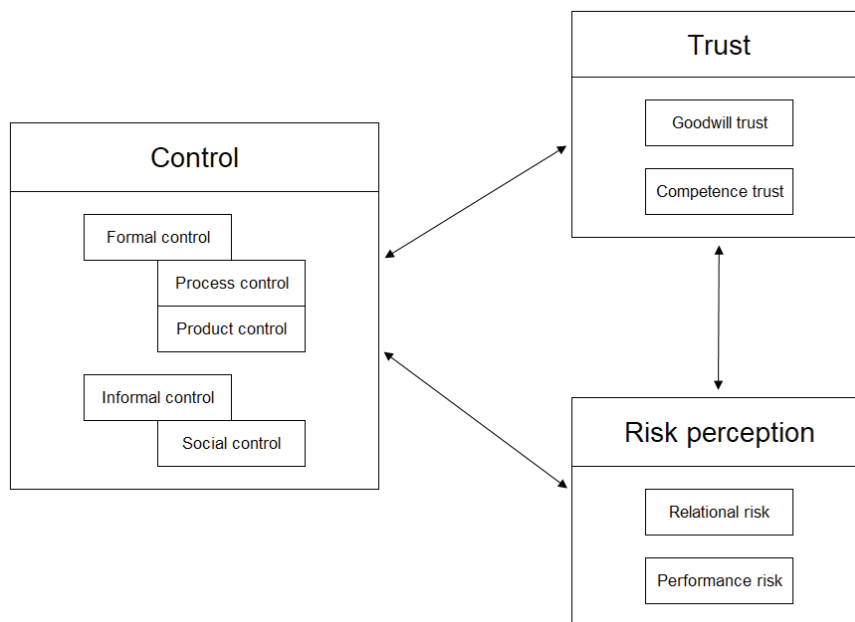 Control
Formal control
Process control
Product control
Informal control
Social control
Trust
Goodwill trust
Competence trust
Risk perception
Relational risk
Performance risk